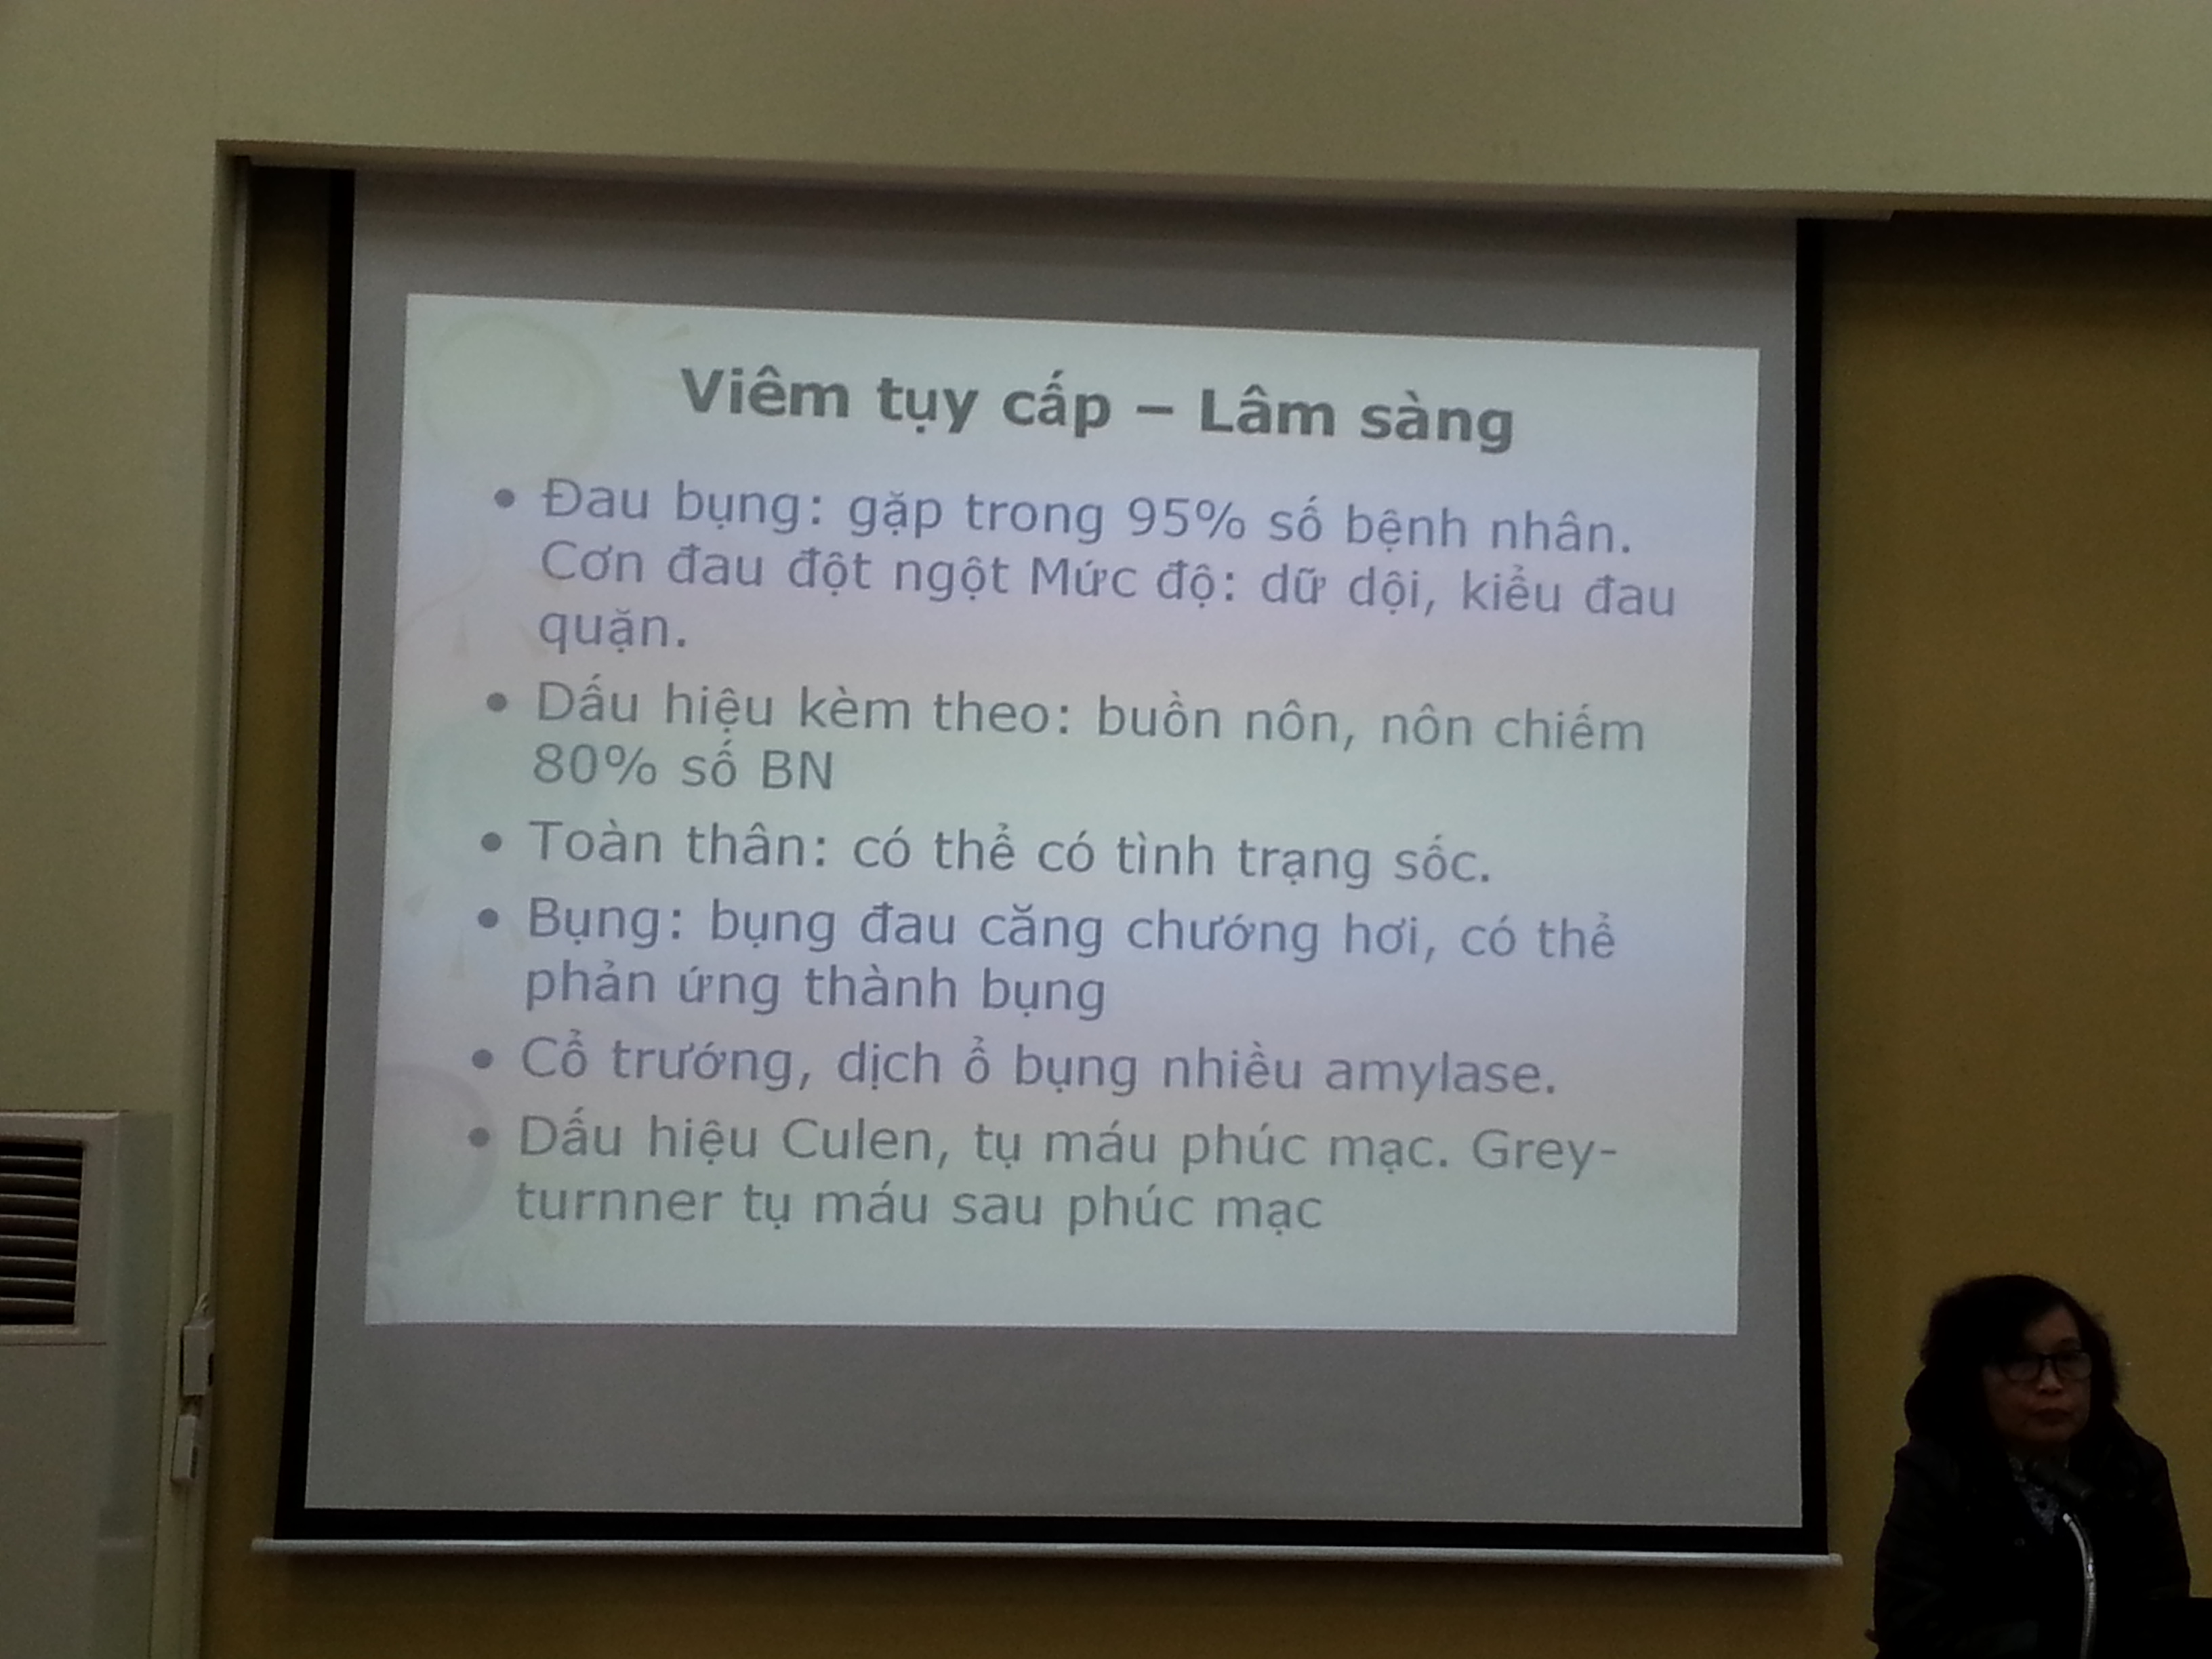 Viêm tụy cấp – Lâm sàng
• Đau bụng: gặp trong 95% số bệnh nhân.
Cơn đau đột ngột Mức độ: dữ dội, kiểu đau
quặn.
• Dấu hiệu kèm theo: buồn nôn, nôn chiếm
80% số BN
• Toàn thân: có thể có tình trạng sốc.
• Bụng: bụng đau căng chướng hơi, có thể
phản ứng thành bụng
• Cổ trướng, dịch ổ bụng nhiều amylase.
• Dấu hiệu Culen, tụ máu phúc mạc. Grey-
turnner tụ máu sau phúc mạc